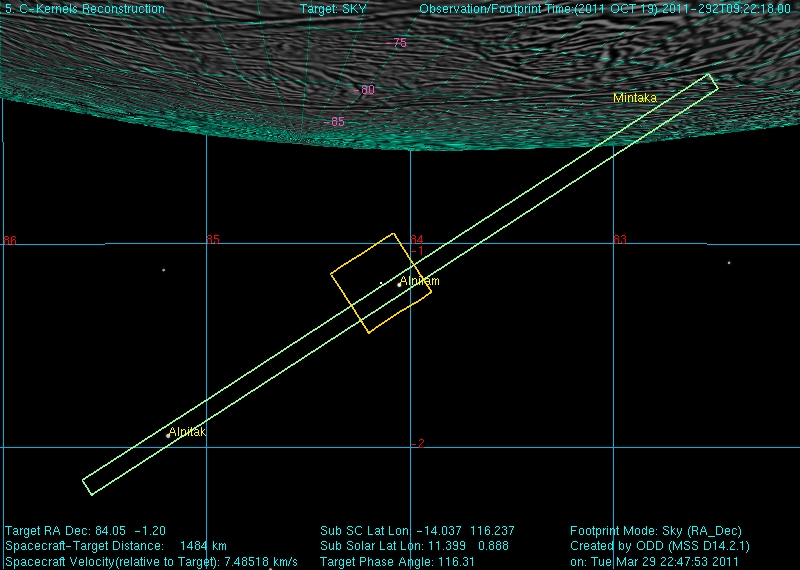 5. C-Kernels Reconstruction Target: SKY Observation/Footprint Time:(2011 OCT 19) 2011-292T09:22:18.00
-75
-80
Mintaka
-85
86 85 84 83
-1
Alnilam
Alnitak
-2
Target RA Dec: 84.05 -1.20 Sub SC Lat Lon: -14.037 116.237 Footprint Mode: Sky (RA_Dec)
Spacecraft-Target Distance: 1484 km Sub Solar Lat Lon: 11.399 0.888 Created by ODD (MSS D14.2.1)
Spacecraft Velocity(relative to Target): 7.48518 km/s Target Phase Angle: 116.31 on: Tue Mar 29 22:47:53 2011